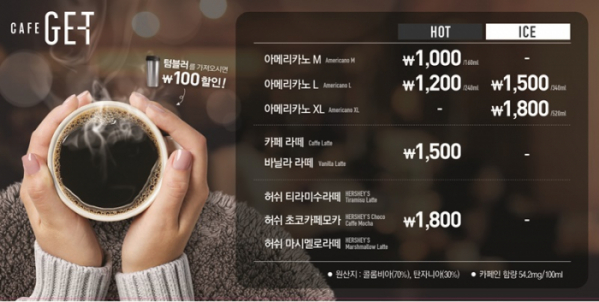 CAFE GET
텀블러를 가져오시면
₩100 할인!
HOT ICE
아메리카노 M Americano M ₩1,000 /160ml -
아메리카노 L Americano L ₩1,200 /240ml ₩1,500 /340ml
아메리카노 XL Americano XL - ₩1,800 /520ml
카페 라떼 Caffe Latte
바닐라 라떼 Vanilla Latte
₩1,500 -
허쉬 티라미수라떼 HERSHEY'S
Tiramisu Latte
허쉬 초코카페모카 HERSHEY'S Choco
Caffe Mocha
₩1,800 -
허쉬 마시멜로라떼 HERSHEY'S
Marshmallow Latte
• 원산지 : 콜롬비아(70%), 탄자니아(30%) • 카페인 함량 54.2mg/100ml